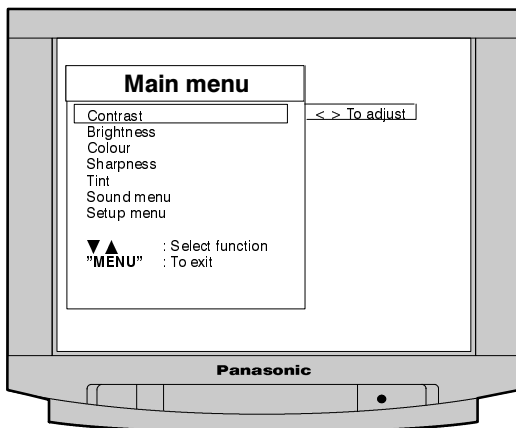 Main menu
Contrast
< > To adjust
Brightness
Colour
Sharpness
Tint
Sound menu
Setup menu
▼ ▲ : Select function
"MENU" : To exit
Panasonic